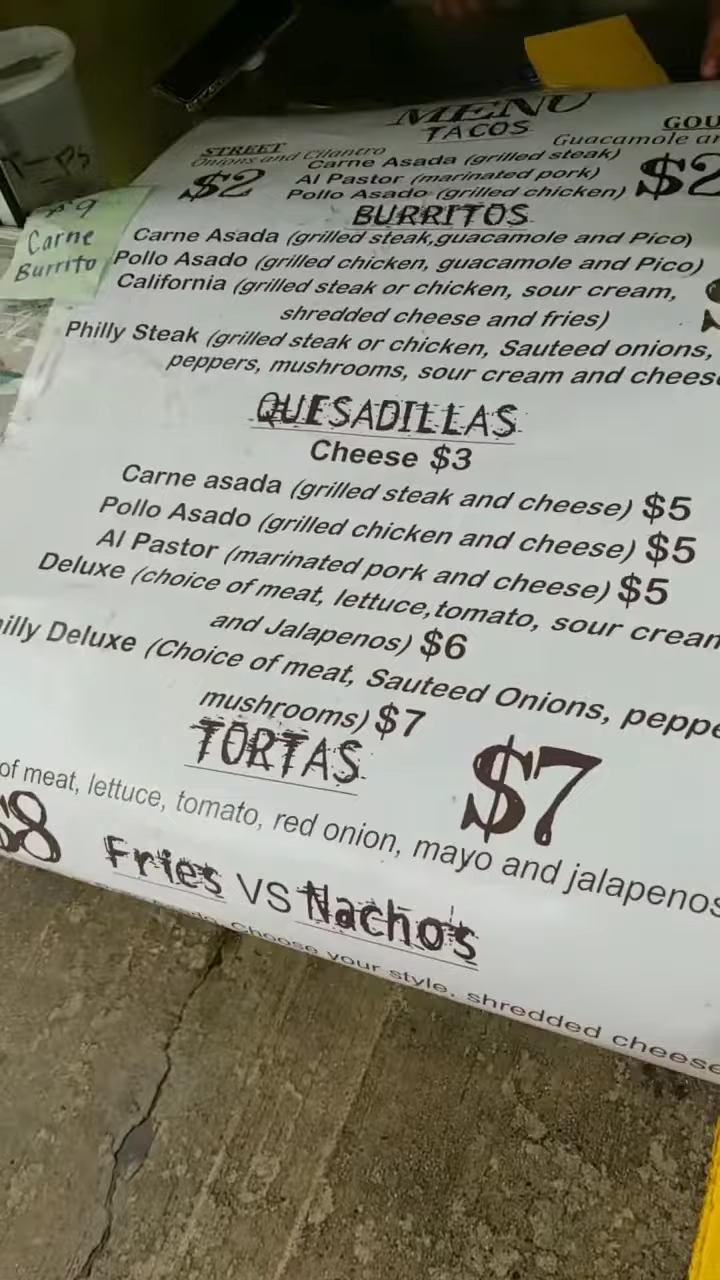 MENU
TACOS
STREET
Onions and Cilantro
GOU
Guacamole an
$2
Carne Asada (grilled steak)
Al Pastor (marinated pork)
Pollo Asado (grilled chicken)
$2
BURRITOS
$9
Carne
Burrito
Carne Asada (grilled steak,guacamole and Pico)
Pollo Asado (grilled chicken, guacamole and Pico)
California (grilled steak or chicken, sour cream,
shredded cheese and fries)
Philly Steak (grilled steak or chicken, Sauteed onions,
peppers, mushrooms, sour cream and cheese
QUESADILLAS
Cheese $3
Carne asada (grilled steak and cheese) $5
Pollo Asado (grilled chicken and cheese) $5
Al Pastor (marinated pork and cheese) $5
Deluxe (choice of meat, lettuce,tomato, sour cream
and Jalapenos) $6
illy Deluxe (Choice of meat, Sauteed Onions, peppe
mushrooms) $7
TORTAS
$7
of meat, lettuce, tomato, red onion, mayo and jalapenos
$8
Fries VS Nachos
Asado, Choose your style, shredded cheese